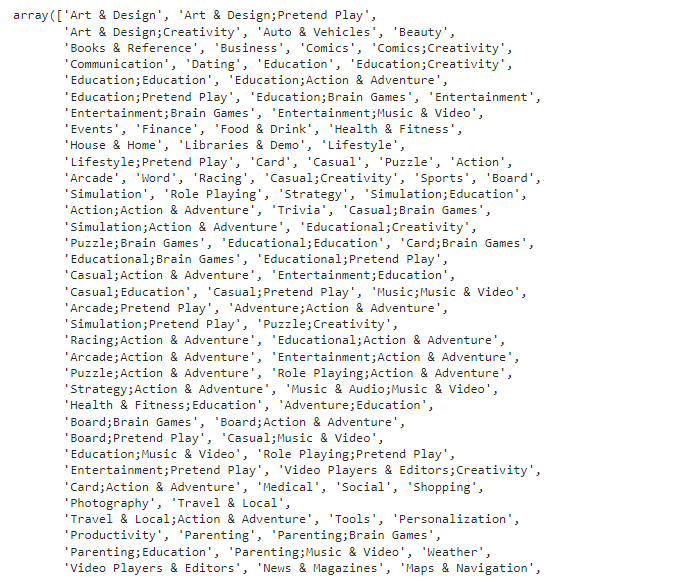 array(['Art & Design', 'Art & Design;Pretend Play',
'Art & Design;Creativity', 'Auto & Vehicles', 'Beauty',
'Books & Reference', 'Business', 'Comics', 'Comics;Creativity',
'Communication', 'Dating', 'Education', 'Education;Creativity',
'Education;Education', 'Education;Action & Adventure',
'Education;Pretend Play', 'Education;Brain Games', 'Entertainment',
'Entertainment;Brain Games', 'Entertainment;Music & Video',
'Events', 'Finance', 'Food & Drink', 'Health & Fitness',
'House & Home', 'Libraries & Demo', 'Lifestyle',
'Lifestyle;Pretend Play', 'Card', 'Casual', 'Puzzle', 'Action',
'Arcade', 'Word', 'Racing', 'Casual;Creativity', 'Sports', 'Board',
'Simulation', 'Role Playing', 'Strategy', 'Simulation;Education',
'Action;Action & Adventure', 'Trivia', 'Casual;Brain Games',
'Simulation;Action & Adventure', 'Educational;Creativity',
'Puzzle;Brain Games', 'Educational;Education', 'Card;Brain Games',
'Educational;Brain Games', 'Educational;Pretend Play',
'Casual;Action & Adventure', 'Entertainment;Education',
'Casual;Education', 'Casual;Pretend Play', 'Music;Music & Video',
'Arcade;Pretend Play', 'Adventure;Action & Adventure',
'Simulation;Pretend Play', 'Puzzle;Creativity',
'Racing;Action & Adventure', 'Educational;Action & Adventure',
'Arcade;Action & Adventure', 'Entertainment;Action & Adventure',
'Puzzle;Action & Adventure', 'Role Playing;Action & Adventure',
'Strategy;Action & Adventure', 'Music & Audio;Music & Video',
'Health & Fitness;Education', 'Adventure;Education',
'Board;Brain Games', 'Board;Action & Adventure',
'Board;Pretend Play', 'Casual;Music & Video',
'Education;Music & Video', 'Role Playing;Pretend Play',
'Entertainment;Pretend Play', 'Video Players & Editors;Creativity',
'Card;Action & Adventure', 'Medical', 'Social', 'Shopping',
'Photography', 'Travel & Local',
'Travel & Local;Action & Adventure', 'Tools', 'Personalization',
'Productivity', 'Parenting', 'Parenting;Brain Games',
'Parenting;Education', 'Parenting;Music & Video', 'Weather',
'Video Players & Editors', 'News & Magazines', 'Maps & Navigation',